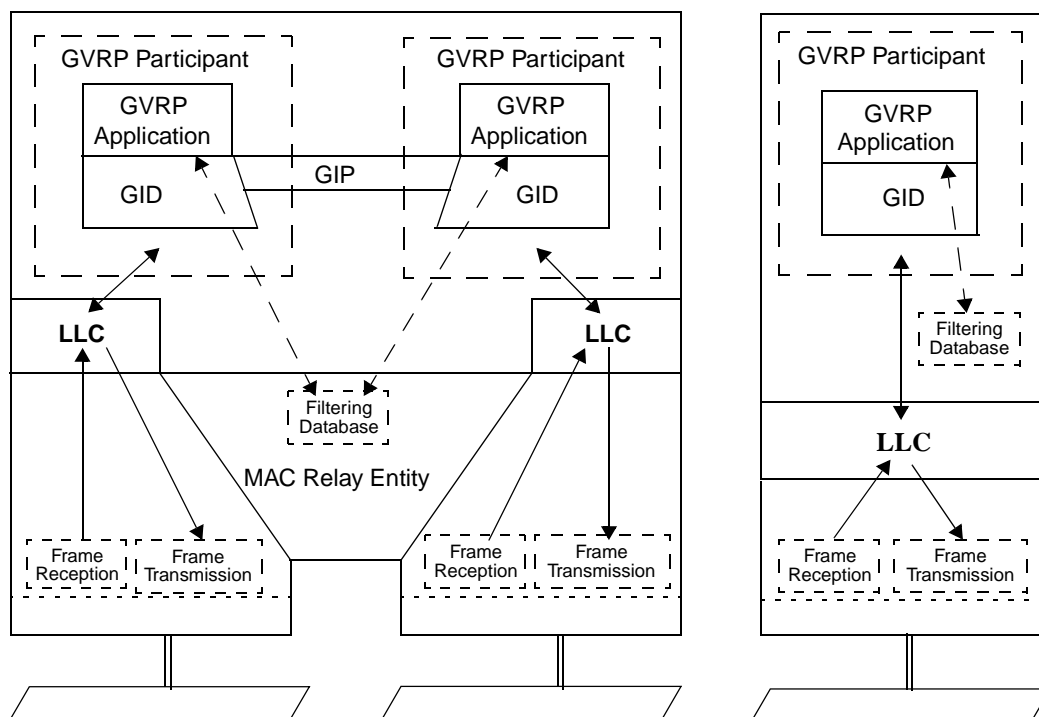 GVRP Participant
GVRP
Application
GID
GIP
GVRP Participant
GVRP
Application
GID
LLC
LLC
Filtering
Database
MAC Relay Entity
Frame
Reception
Frame
Transmission
Frame
Reception
Frame
Transmission
GVRP Participant
GVRP
Application
GID
Filtering
Database
LLC
Frame
Reception
Frame
Transmission